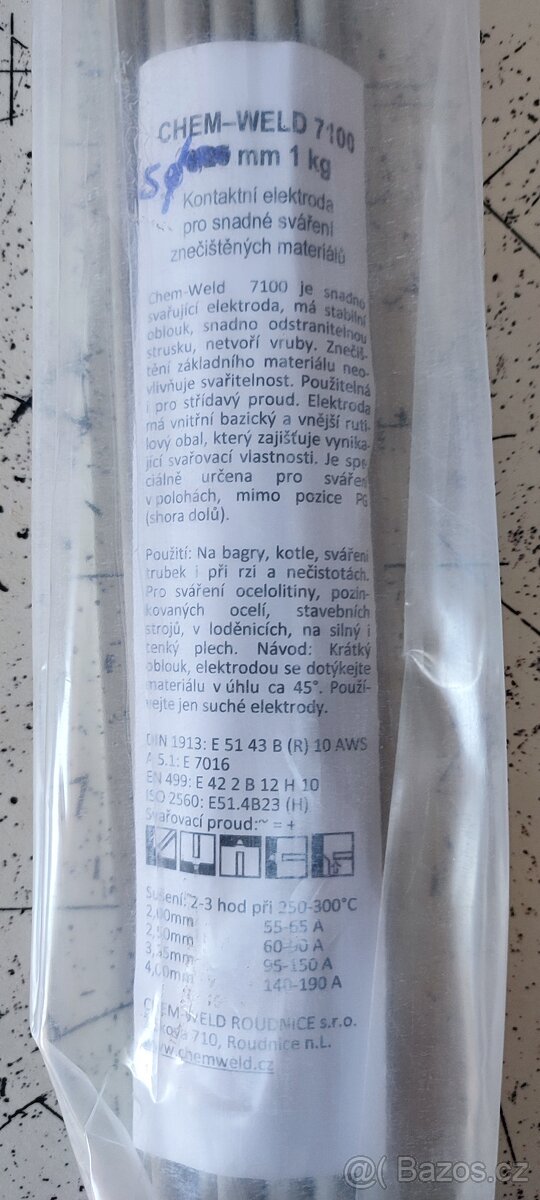 CHEM-WELD 7100
mm 1 kg
Kontaktní elektroda
pro snadné sváření
znečištěných materiálů
Chem-Weld 7100 je snadno
svařující elektroda, má stabilní
oblouk, snadno odstranitelnou
strusku, netvoří vruby. Znečiš-
tění základního materiálu neo-
vlivňuje svařitelnost. Použitelná
i pro střídavý proud. Elektroda
má vnitřní bazický a vnější ruti-
lový obal, který zajišťuje vynika-
jící svařovací vlastnosti. Je spe-
ciálně určena pro sváření
v polohách, mimo pozice PG
(shora dolů).
Použití: Na bagry, kotle, sváření
trubek i při rzi a nečistotách.
Pro sváření ocelolitiny, pozin-
kovaných ocelí, stavebních
strojů, v loděnicích, na silný i
tenký plech. Návod: Krátký
oblouk, elektrodou se dotýkejte
materiálu v úhlu ca 45°. Použí-
vejte jen suché elektrody.
DIN 1913: E 51 43 B (R) 10 AWS
A 5.1: E 7016
EN 499: E 42 2 B 12 H 10
ISO 2560: E51.4B23 (H)
Svařovací proud:~ = +
Sušení: 2-3 hod při 250-300°C
2,00mm 55-65 A
2,50mm 60-90 A
3,25mm 95-150 A
4,00mm 140-190 A
CHEM-WELD ROUDNICE s.r.o.
710, Roudnice n.L.
www.chemweld.cz
@ Bazos.cz